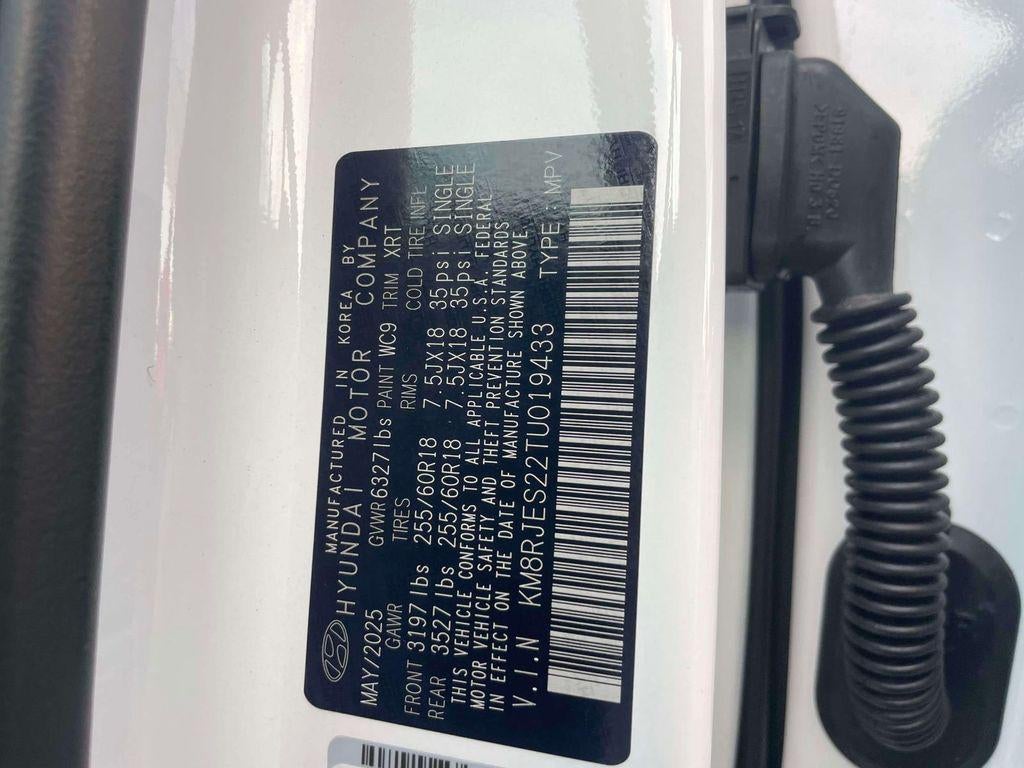 MANUFACTURED IN KOREA BY
HYUNDAI MOTOR COMPANY
MAY/2025 GVWR 6327 lbs PAINT WC9 TRIM XRT
GAWR TIRES RIMS COLD TIRE INFL
FRONT 3197 lbs 255/60R18 7.5JX18 35psi SINGLE
REAR 3527 lbs 255/60R18 7.5JX18 35psi SINGLE
THIS VEHICLE CONFORMS TO ALL APPLICABLE U.S.A. FEDERAL
MOTOR VEHICLE SAFETY AND THEFT PREVENTION STANDARDS
IN EFFECT ON THE DATE OF MANUFACTURE SHOWN ABOVE.
V.I.N KM8RJES22TU019433 TYPE : MPV